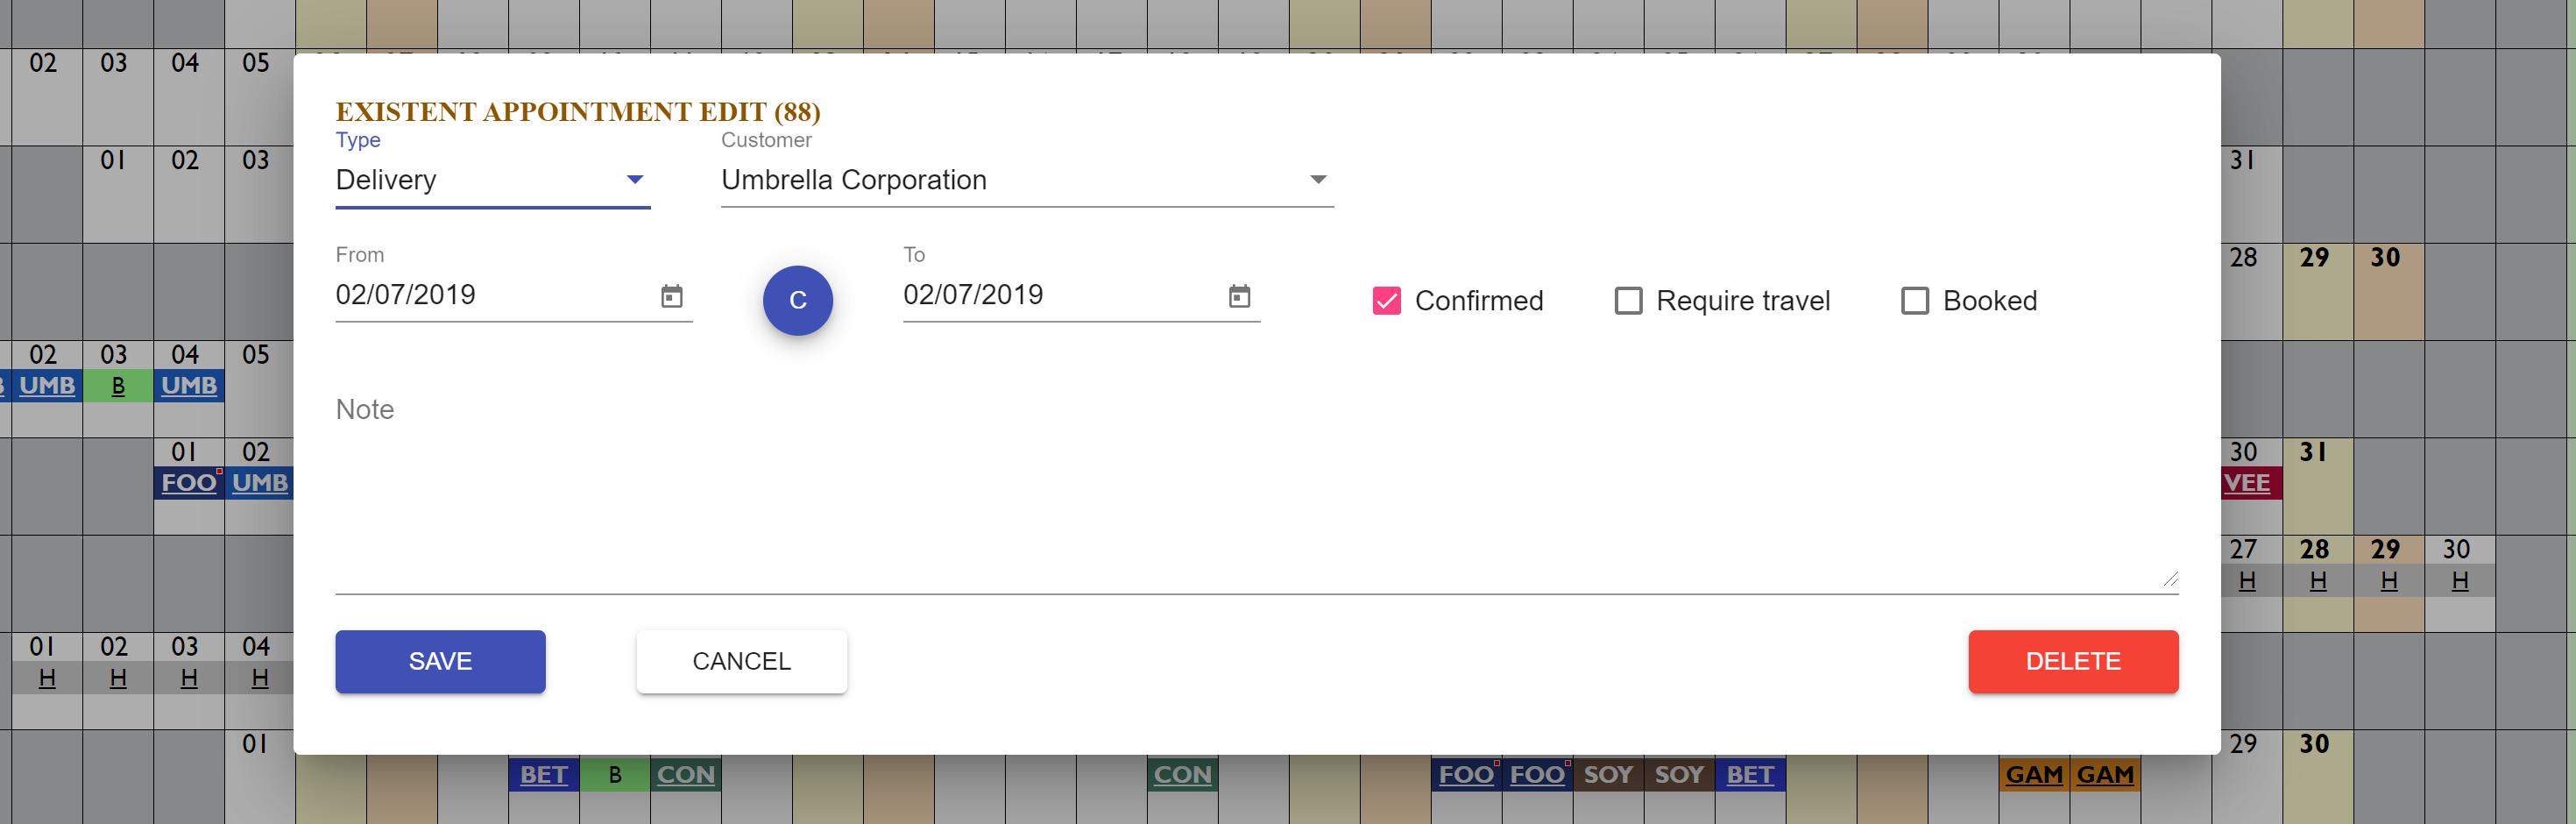 02 03 04 05
EXISTENT APPOINTMENT EDIT (88)
Type Customer
Delivery Umbrella Corporation
01 02 03 31
From To
02/07/2019 C 02/07/2019 Confirmed Require travel Booked
28 29 30
02 03 04 05
UMB B UMB
Note
01 02 30 31
FOO UMB VEE
27 28 29 30
H H H H
SAVE CANCEL DELETE
01 02 03 04
H H H H
01 29 30
BET B CON CON FOO FOO SOY SOY BET GAM GAM